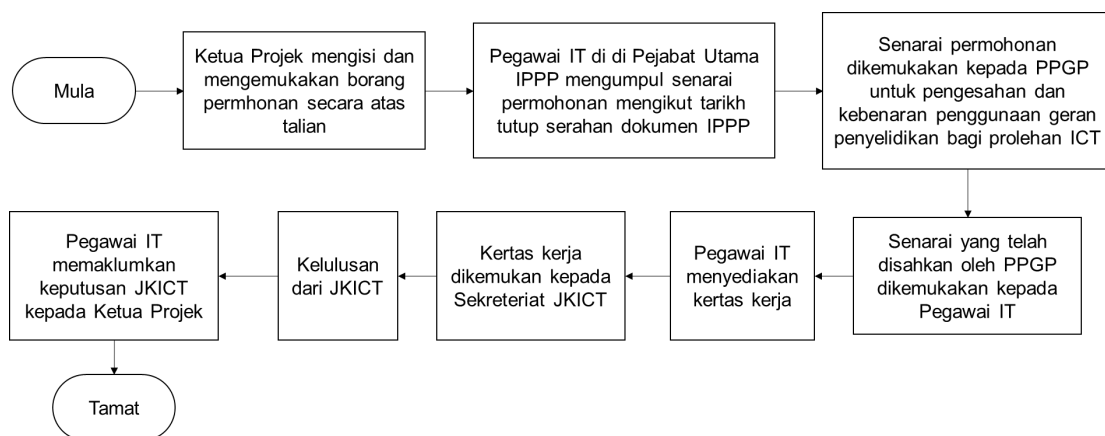 Mula
Ketua Projek mengisi dan
mengemukakan borang
permhonan secara atas
talian
Pegawai IT di di Pejabat Utama
IPPP mengumpul senarai
permohonan mengikut tarikh
tutup serahan dokumen IPPP
Senarai permohonan
dikemukakan kepada PPGP
untuk pengesahan dan
kebenaran penggunaan geran
penyelidikan bagi prolehan ICT
Senarai yang telah
disahkan oleh PPGP
dikemukakan kepada
Pegawai IT
Pegawai IT
menyediakan
kertas kerja
Kertas kerja
dikemukan kepada
Sekreteriat JKICT
Kelulusan
dari JKICT
Pegawai IT
memaklumkan
keputusan JKICT
kepada Ketua Projek
Tamat